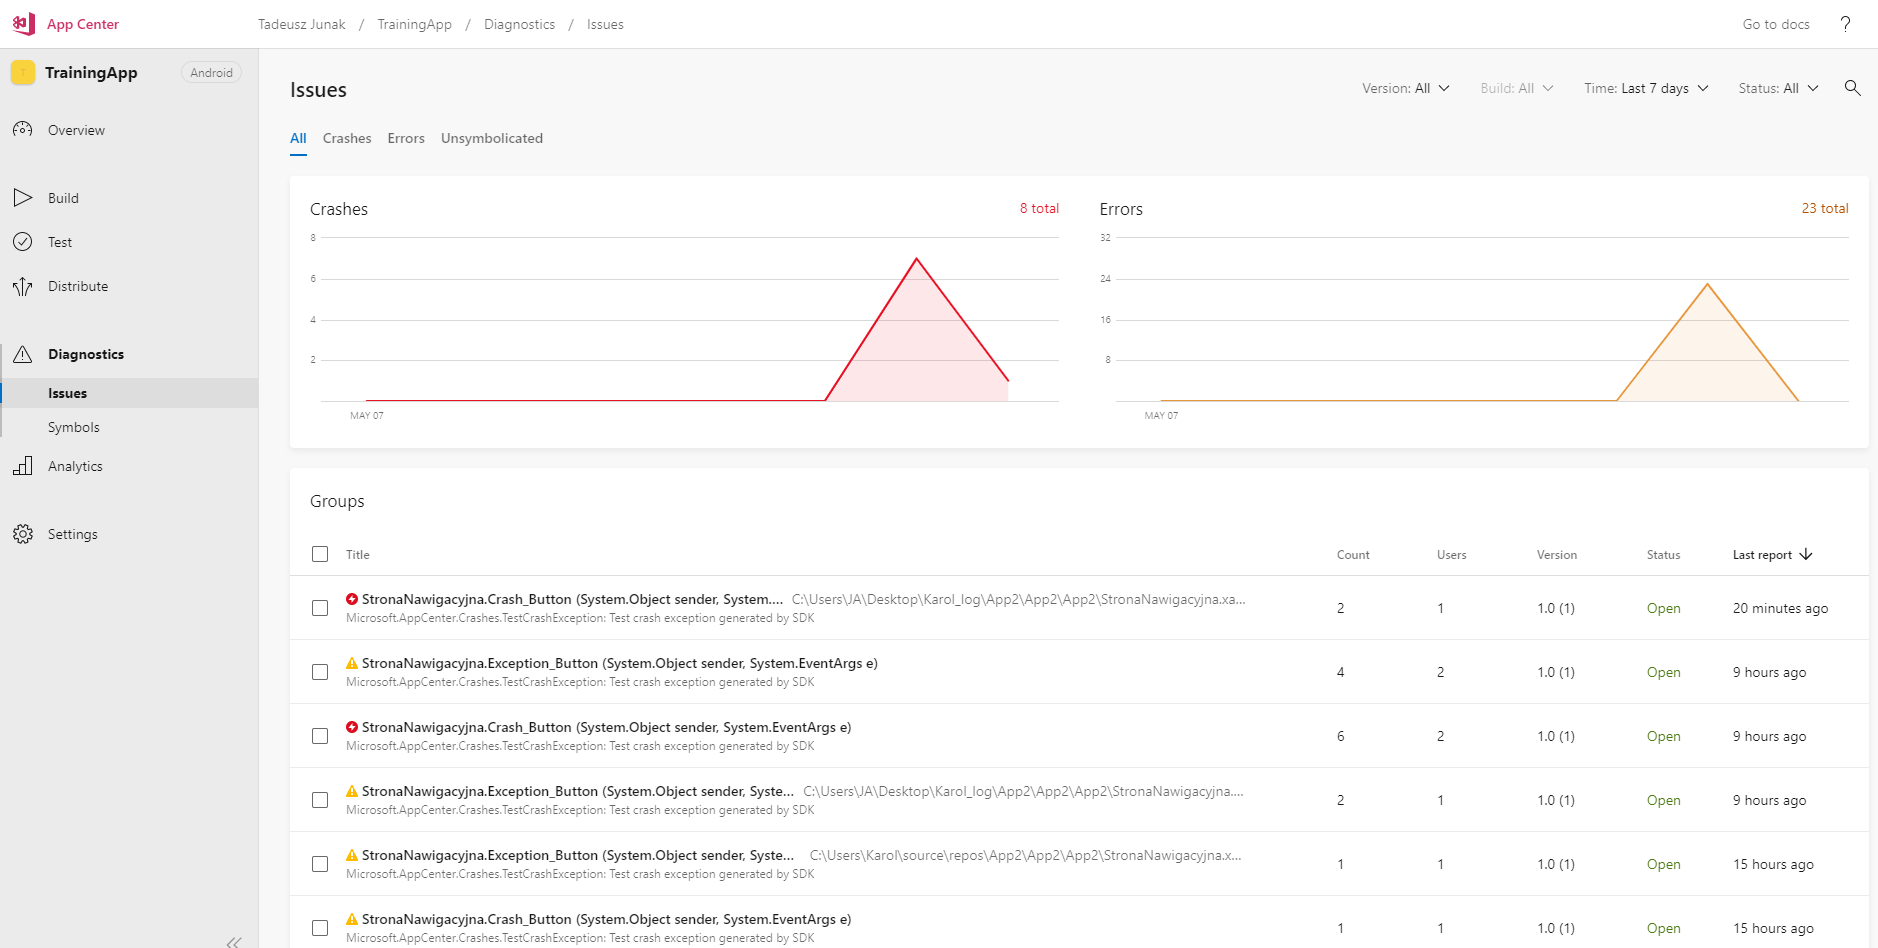 App Center
Tadeusz Junak / TrainingApp / Diagnostics / Issues
Go to docs ?
T TrainingApp Android
Overview
Build
Test
Distribute
Diagnostics
Issues
Symbols
Analytics
Settings
Issues
Version: All Build: All Time: Last 7 days Status: All
All Crashes Errors Unsymbolicated
Crashes 8 total
8
6
4
2
MAY 07
Errors 23 total
32
24
16
8
MAY 07
Groups
Title Count Users Version Status Last report
StronaNawigacyjna.Crash_Button (System.Object sender, System.... C:\Users\JA\Desktop\Karol_log\App2\App2\App2\StronaNawigacyjna.xa... 2 1 1.0 (1) Open 20 minutes ago
Microsoft.AppCenter.Crashes.TestCrashException: Test crash exception generated by SDK
StronaNawigacyjna.Exception_Button (System.Object sender, System.EventArgs e) 4 2 1.0 (1) Open 9 hours ago
Microsoft.AppCenter.Crashes.TestCrashException: Test crash exception generated by SDK
StronaNawigacyjna.Crash_Button (System.Object sender, System.EventArgs e) 6 2 1.0 (1) Open 9 hours ago
Microsoft.AppCenter.Crashes.TestCrashException: Test crash exception generated by SDK
StronaNawigacyjna.Exception_Button (System.Object sender, Syste... C:\Users\JA\Desktop\Karol_log\App2\App2\App2\StronaNawigacyjna.... 2 1 1.0 (1) Open 9 hours ago
Microsoft.AppCenter.Crashes.TestCrashException: Test crash exception generated by SDK
StronaNawigacyjna.Exception_Button (System.Object sender, Syste... C:\Users\Karol\source\repos\App2\App2\App2\StronaNawigacyjna.x... 1 1 1.0 (1) Open 15 hours ago
Microsoft.AppCenter.Crashes.TestCrashException: Test crash exception generated by SDK
StronaNawigacyjna.Crash_Button (System.Object sender, System.EventArgs e) 1 1 1.0 (1) Open 15 hours ago
Microsoft.AppCenter.Crashes.TestCrashException: Test crash exception generated by SDK